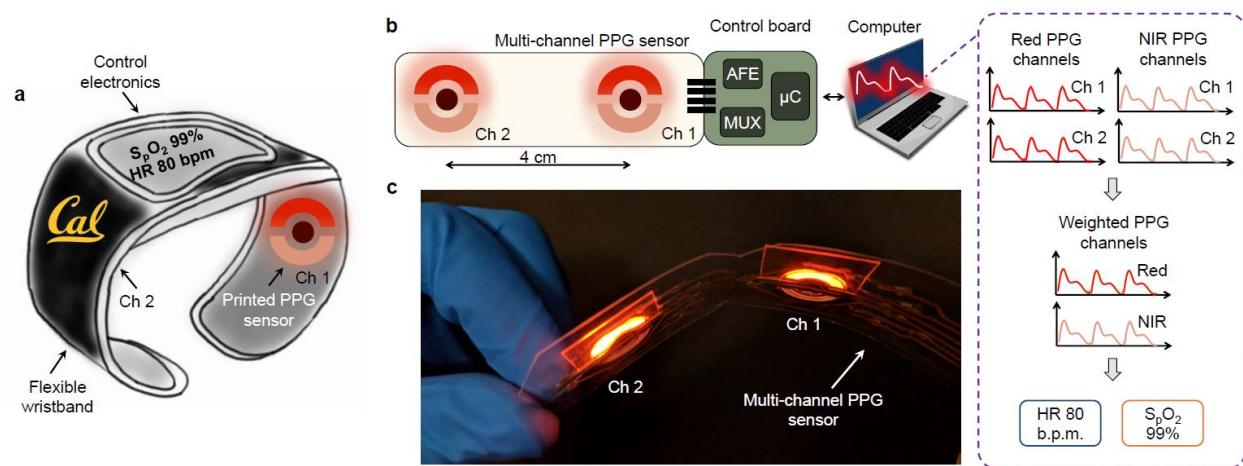 a
Control
electronics
SpO2 99%
HR 80 bpm
Cal
Ch 1
Printed PPG
sensor
Ch 2
Flexible
wristband
b
Multi-channel PPG sensor
Control board
Computer
AFE
MUX
µC
Ch 2
Ch 1
4 cm
c
Ch 1
Ch 2
Multi-channel PPG
sensor
Red PPG
channels
NIR PPG
channels
Ch 1
Ch 1
Ch 2
Ch 2
Weighted PPG
channels
Red
NIR
HR 80
b.p.m.
SpO2
99%